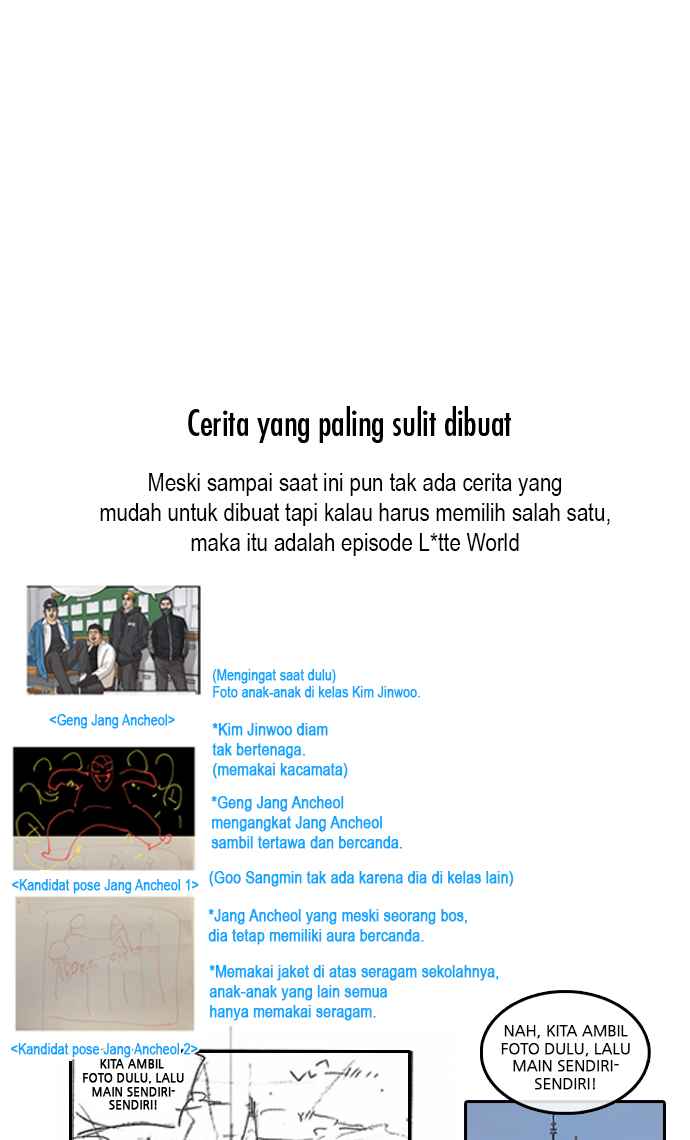 Cerita yang paling sulit dibuat
Meski sampai saat ini pun tak ada cerita yang
mudah untuk dibuat tapi kalau harus memilih salah satu,
maka itu adalah episode L*tte World
(Mengingat saat dulu)
Foto anak-anak di kelas Kim Jinwoo.
<Geng Jang Ancheol>
*Kim Jinwoo diam
tak bertenaga.
(memakai kacamata)
*Geng Jang Ancheol
mengangkat Jang Ancheol
sambil tertawa dan bercanda.
<Kandidat pose Jang Ancheol 1>
(Goo Sangmin tak ada karena dia di kelas lain)
*Jang Ancheol yang meski seorang bos,
dia tetap memiliki aura bercanda.
*Memakai jaket di atas seragam sekolahnya,
anak-anak yang lain semua
hanya memakai seragam.
<Kandidat pose Jang Ancheol 2>
KITA AMBIL
FOTO DULU, LALU
MAIN SENDIRI-
SENDIRI!
NAH, KITA AMBIL
FOTO DULU, LALU
MAIN SENDIRI-
SENDIRI!